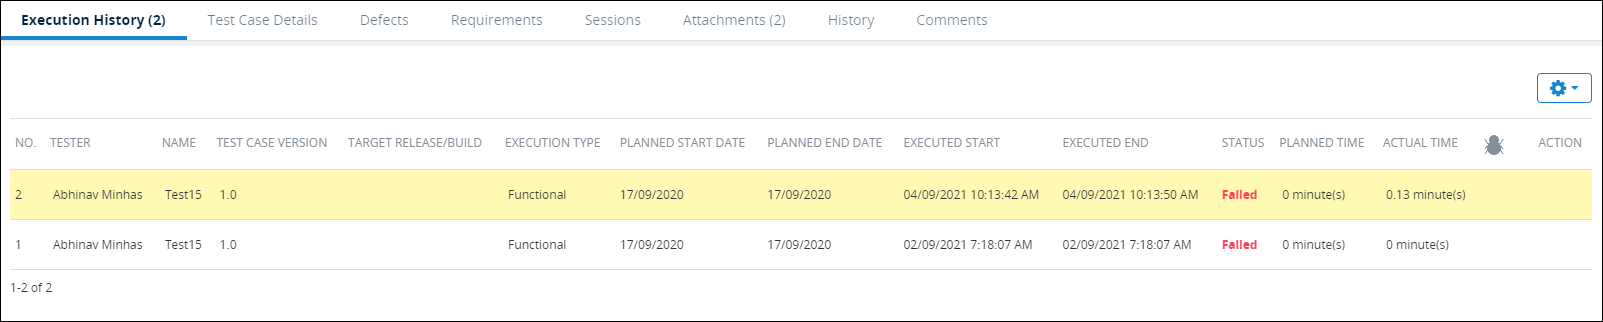 Execution History (2) Test Case Details Defects Requirements Sessions Attachments (2) History Comments
NO. TESTER NAME TEST CASE VERSION TARGET RELEASE/BUILD EXECUTION TYPE PLANNED START DATE PLANNED END DATE EXECUTED START EXECUTED END STATUS PLANNED TIME ACTUAL TIME ACTION
2 Abhinav Minhas Test15 1.0 Functional 17/09/2020 17/09/2020 04/09/2021 10:13:42 AM 04/09/2021 10:13:50 AM Failed 0 minute(s) 0.13 minute(s)
1 Abhinav Minhas Test15 1.0 Functional 17/09/2020 17/09/2020 02/09/2021 7:18:07 AM 02/09/2021 7:18:07 AM Failed 0 minute(s) 0 minute(s)
1-2 of 2